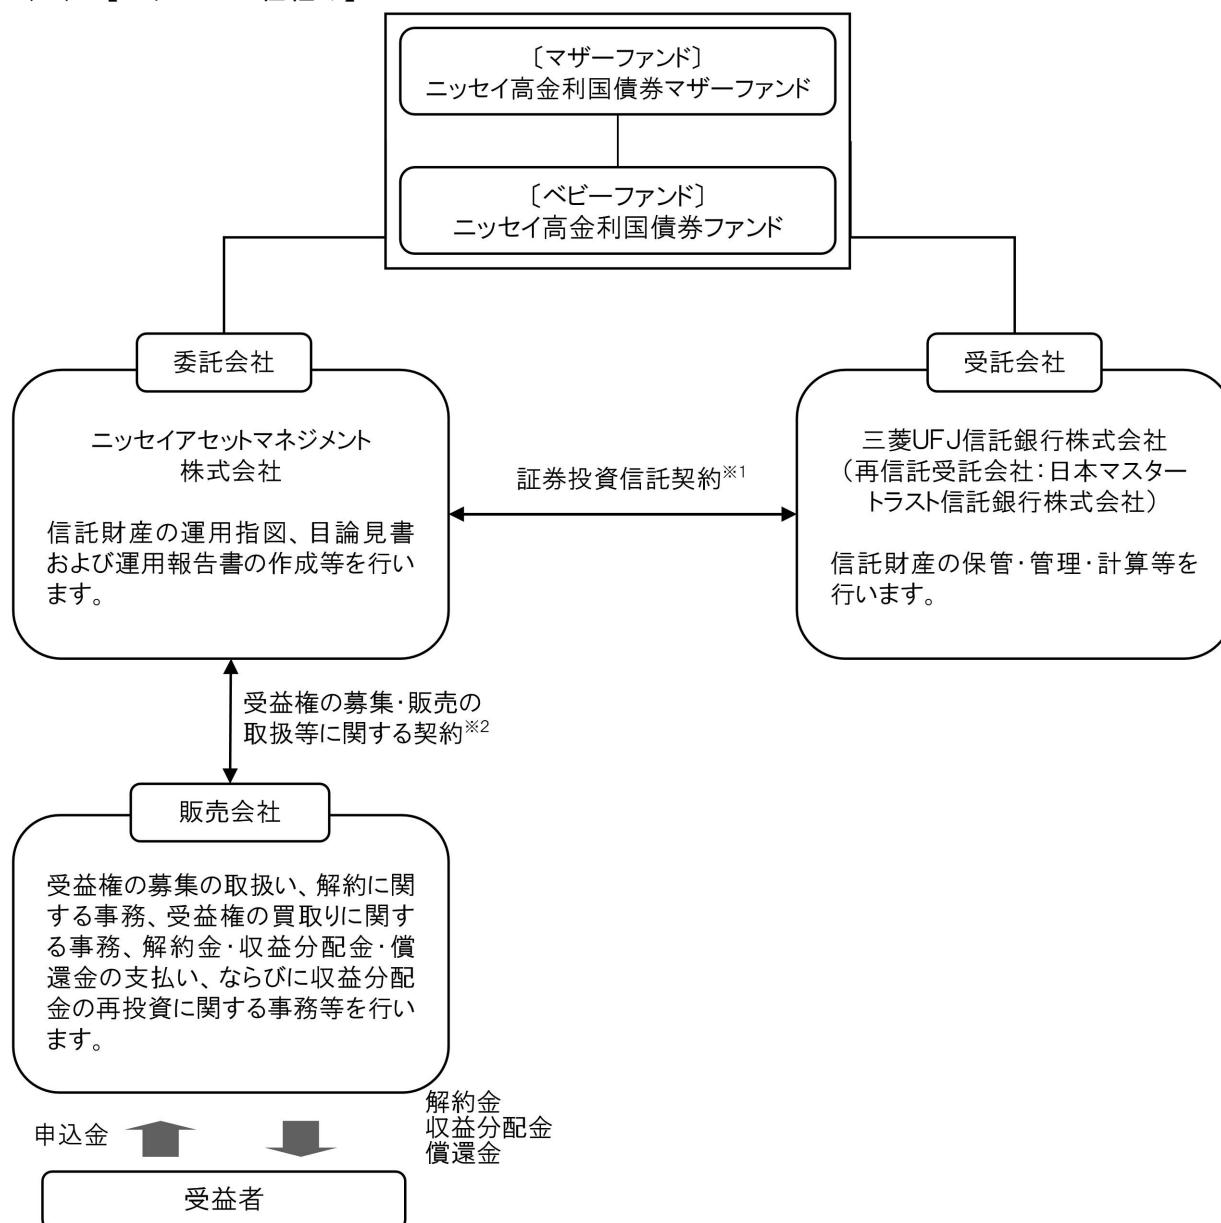 〔マザーファンド〕
ニッセイ高金利国債券マザーファンド
〔ベビーファンド〕
ニッセイ高金利国債券ファンド
委託会社
ニッセイアセットマネジメント
株式会社
信託財産の運用指図、目論見書
および運用報告書の作成等を行い
ます。
証券投資信託契約※1
受託会社
三菱UFJ信託銀行株式会社
（再信託受託会社：日本マスター
トラスト信託銀行株式会社）
信託財産の保管・管理・計算等を
行います。
受益権の募集・販売の
取扱等に関する契約※2
販売会社
受益権の募集の取扱い、解約に関
する事務、受益権の買取りに関す
る事務、解約金・収益分配金・償
還金の支払い、ならびに収益分配
金の再投資に関する事務等を行い
ます。
申込金
解約金
収益分配金
償還金
受益者